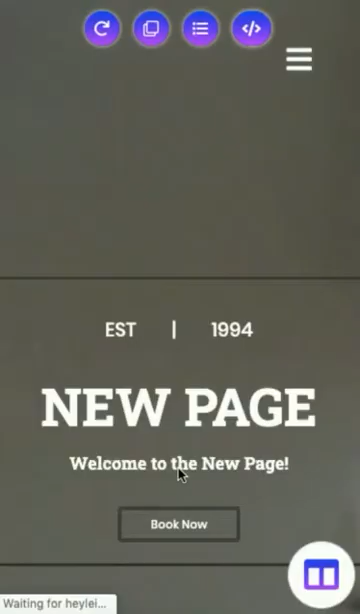 EST | 1994
NEW PAGE
Welcome to the New Page!
Book Now
Waiting for heylei...